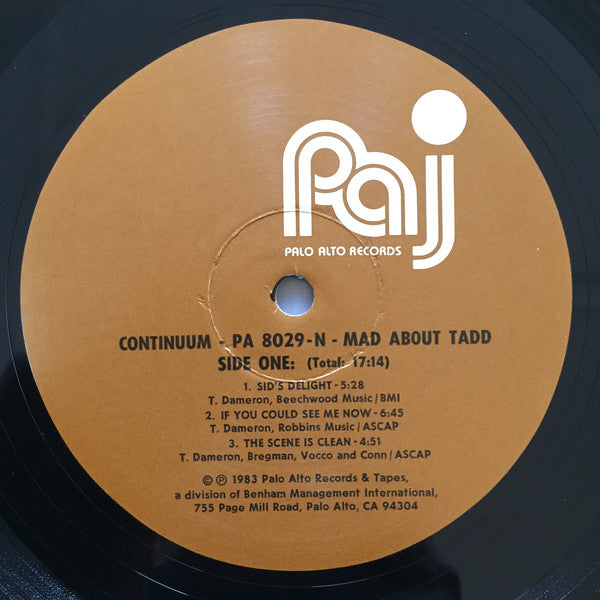 Paj
PALO ALTO RECORDS
CONTINUUM - PA 8029-N - MAD ABOUT TADD
SIDE ONE: (Total: 17:14)
1. SID'S DELIGHT - 5:28
T. Dameron, Beechwood Music/BMI
2. IF YOU COULD SEE ME NOW - 6:45
T. Dameron, Robbins Music/ASCAP
3. THE SCENE IS CLEAN - 4:51
T. Dameron, Bregman, Vocco and Conn/ASCAP
© ℗ 1983 Palo Alto Records & Tapes,
a division of Benham Management International,
755 Page Mill Road, Palo Alto, CA 94304